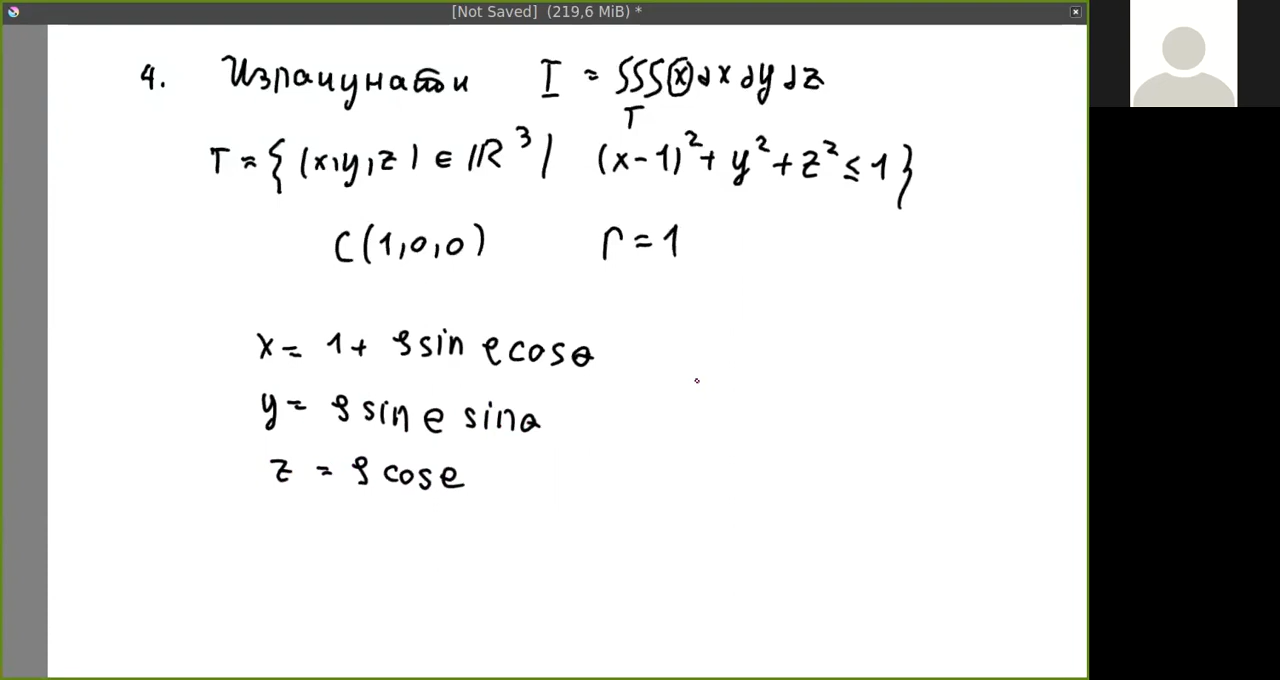 [Not Saved] (219,6 MiB) *
4. Израчунати I = ∫∫∫ x dx dy dz
T
T = { (x,y,z) ∈ ℝ³ | (x-1)² + y² + z² ≤ 1 }
C(1,0,0) r = 1
x = 1 + ρ sin φ cos θ
y = ρ sin φ sin θ
z = ρ cos φ